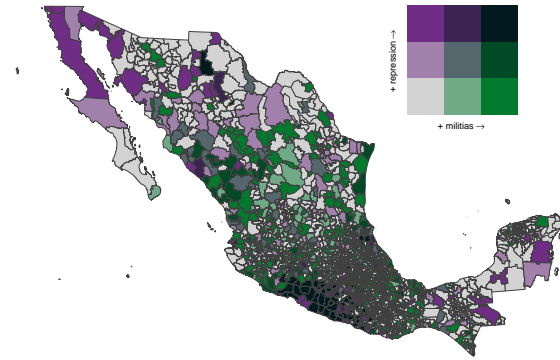 + repression →
+ militias →